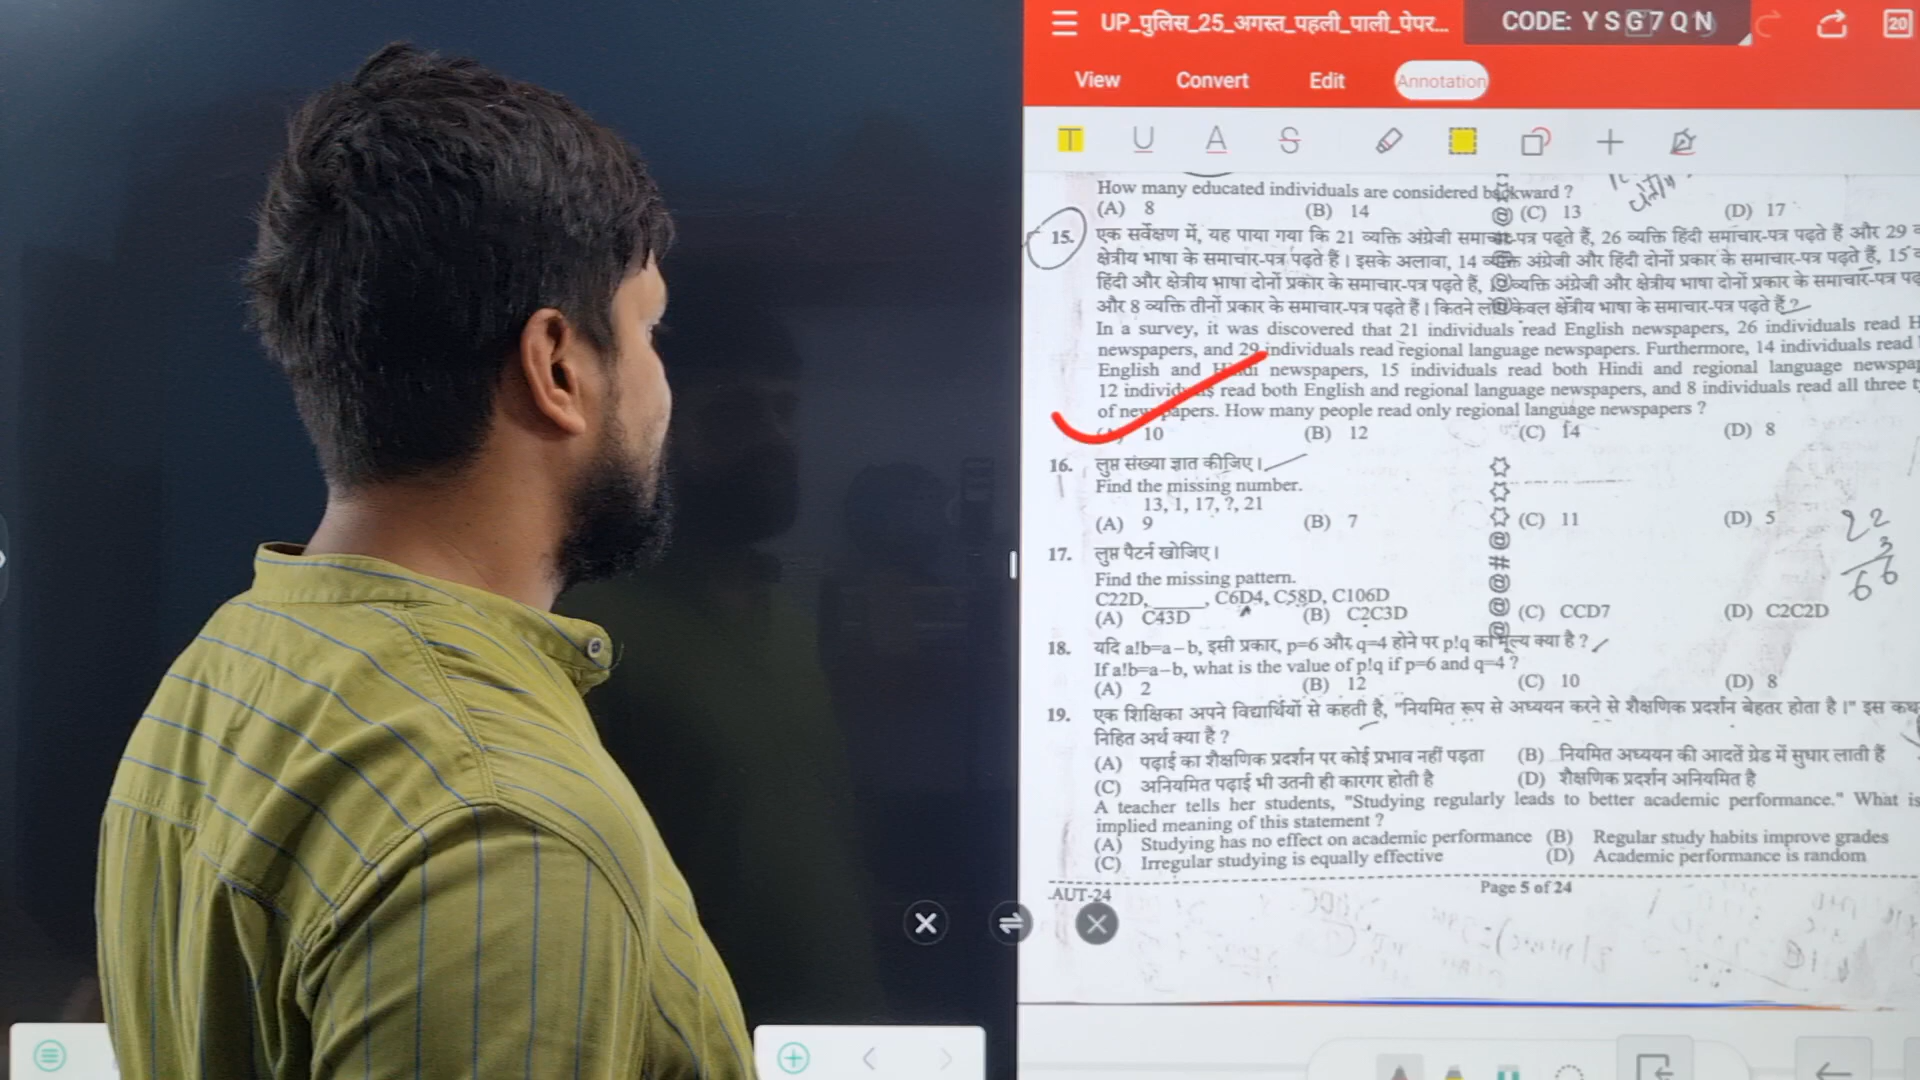 UP_पुलिस_25_अगस्त_पहली_पाली_पेपर...
CODE: Y S G 7 Q N
20
View Convert Edit Annotation
T U A S
How many educated individuals are considered backward ?
(A) 8 (B) 14 (C) 13 (D) 17
15. एक सर्वेक्षण में, यह पाया गया कि 21 व्यक्ति अंग्रेजी समाचार-पत्र पढ़ते हैं, 26 व्यक्ति हिंदी समाचार-पत्र पढ़ते हैं और 29
क्षेत्रीय भाषा के समाचार-पत्र पढ़ते हैं। इसके अलावा, 14 व्यक्ति अंग्रेजी और हिंदी दोनों प्रकार के समाचार-पत्र पढ़ते हैं, 15
हिंदी और क्षेत्रीय भाषा दोनों प्रकार के समाचार-पत्र पढ़ते हैं, व्यक्ति अंग्रेजी और क्षेत्रीय भाषा दोनों प्रकार के समाचार-पत्र
और 8 व्यक्ति तीनों प्रकार के समाचार-पत्र पढ़ते हैं। कितने केवल क्षेत्रीय भाषा के समाचार-पत्र पढ़ते हैं ?
In a survey, it was discovered that 21 individuals read English newspapers, 26 individuals read H
newspapers, and 29 individuals read regional language newspapers. Furthermore, 14 individuals read
English and Hindi newspapers, 15 individuals read both Hindi and regional language newspap
12 individuals read both English and regional language newspapers, and 8 individuals read all three t
of newspapers. How many people read only regional language newspapers ?
10 (B) 12 (C) 14 (D) 8
16. लुप्त संख्या ज्ञात कीजिए।
Find the missing number.
13, 1, 17, ?, 21
(A) 9 (B) 7 (C) 11 (D) 5
22
3
66
17. लुप्त पैटर्न खोजिए।
Find the missing pattern.
C22D, _____, C6D4, C58D, C106D
(A) C43D (B) C2C3D (C) CCD7 (D) C2C2D
18. यदि a!b=a−b, इसी प्रकार, p=6 और q=4 होने पर p!q का मूल्य क्या है ?
If a!b=a−b, what is the value of p!q if p=6 and q=4 ?
(A) 2 (B) 12 (C) 10 (D) 8
19. एक शिक्षिका अपने विद्यार्थियों से कहती है, "नियमित रूप से अध्ययन करने से शैक्षणिक प्रदर्शन बेहतर होता है।" इस कथ
निहित अर्थ क्या है ?
(A) पढ़ाई का शैक्षणिक प्रदर्शन पर कोई प्रभाव नहीं पड़ता (B) नियमित अध्ययन की आदतें ग्रेड में सुधार लाती हैं
(C) अनियमित पढ़ाई भी उतनी ही कारगर होती है (D) शैक्षणिक प्रदर्शन अनियमित है
A teacher tells her students, "Studying regularly leads to better academic performance." What is
implied meaning of this statement ?
(A) Studying has no effect on academic performance (B) Regular study habits improve grades
(C) Irregular studying is equally effective (D) Academic performance is random
AUT-24 Page 5 of 24